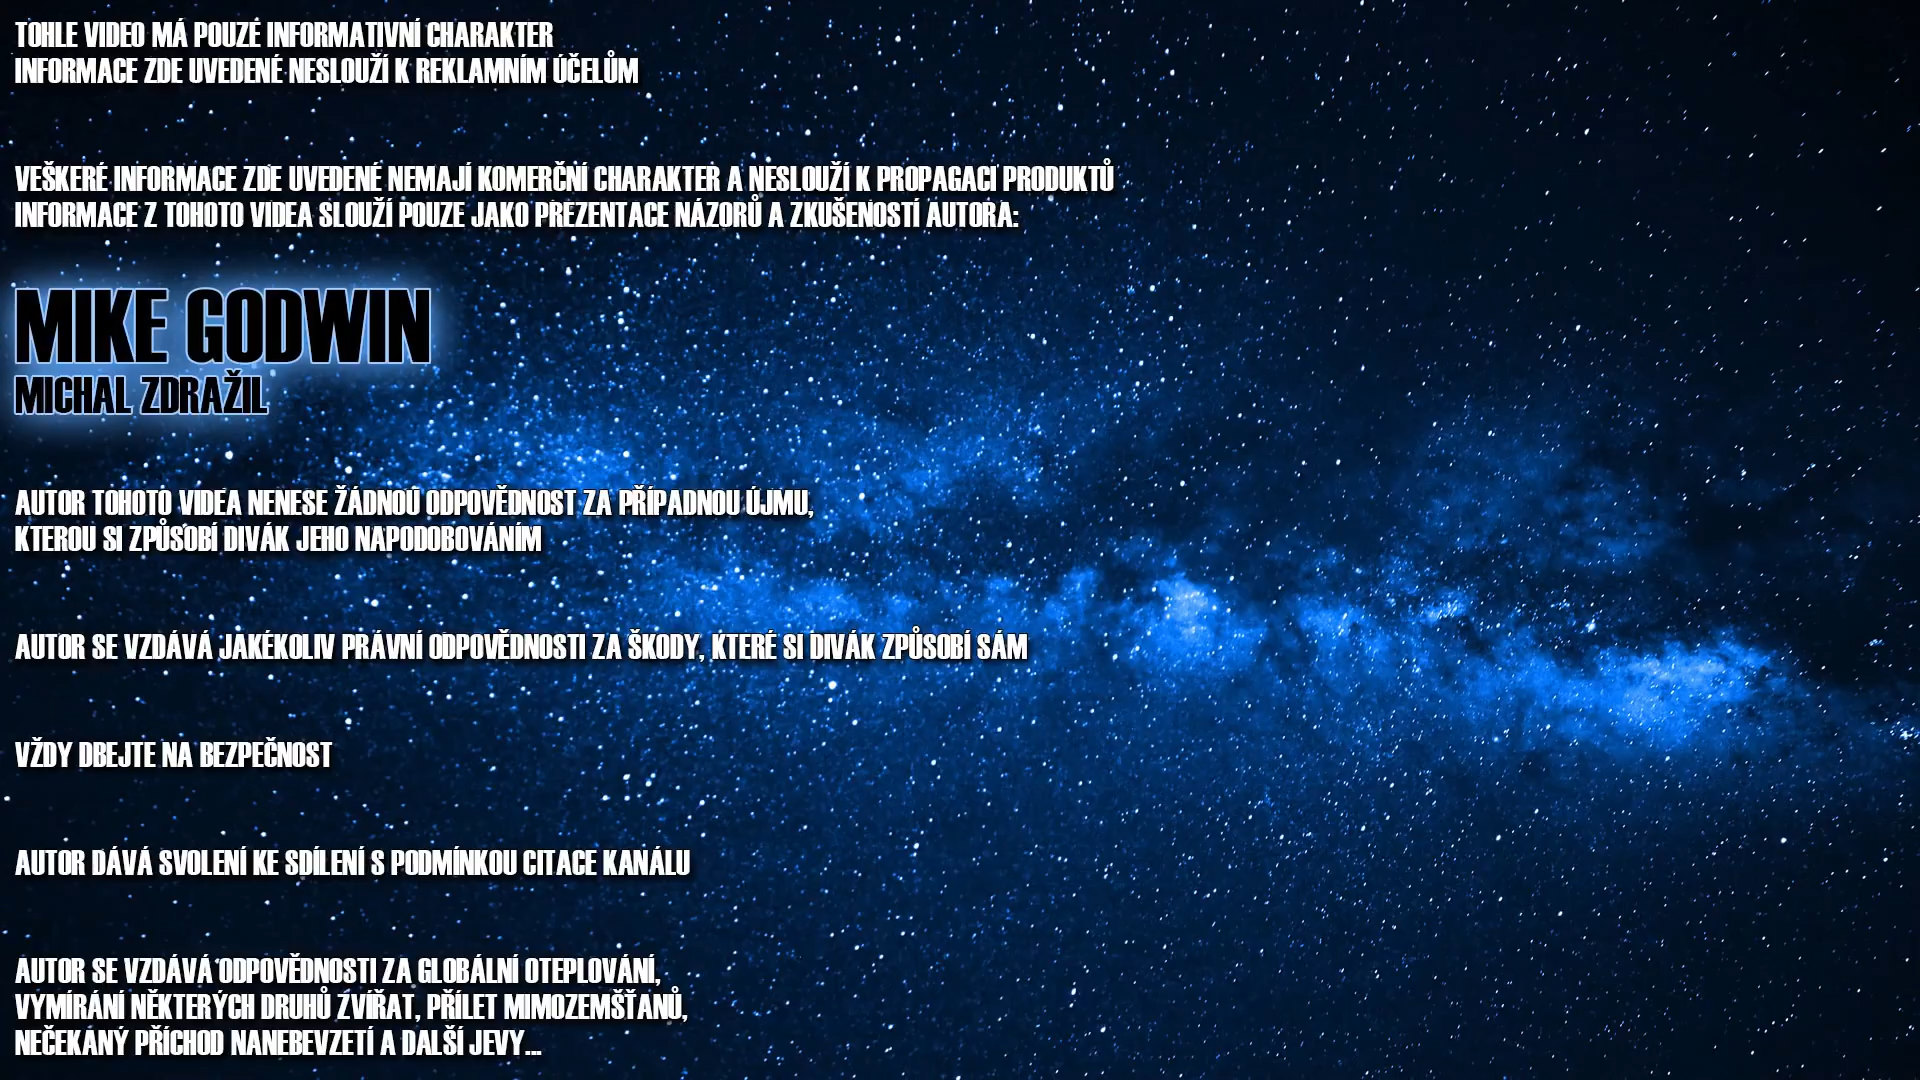 TOHLE VIDEO MÁ POUZE INFORMATIVNÍ CHARAKTER
INFORMACE ZDE UVEDENÉ NESLOUŽÍ K REKLAMNÍM ÚČELŮM
VEŠKERÉ INFORMACE ZDE UVEDENÉ NEMAJÍ KOMERČNÍ CHARAKTER A NESLOUŽÍ K PROPAGACI PRODUKTŮ
INFORMACE Z TOHOTO VIDEA SLOUŽÍ POUZE JAKO PREZENTACE NÁZORŮ A ZKUŠENOSTÍ AUTORA:
MIKE GODWIN
MICHAL ZDRAŽIL
AUTOR TOHOTO VIDEA NENESE ŽÁDNOU ODPOVĚDNOST ZA PŘÍPADNOU ÚJMU,
KTEROU SI ZPŮSOBÍ DIVÁK JEHO NAPODOBOVÁNÍM
AUTOR SE VZDÁVÁ JAKÉKOLIV PRÁVNÍ ODPOVĚDNOSTI ZA ŠKODY, KTERÉ SI DIVÁK ZPŮSOBÍ SÁM
VŽDY DBEJTE NA BEZPEČNOST
AUTOR DÁVÁ SVOLENÍ KE SDÍLENÍ S PODMÍNKOU CITACE KANÁLU
AUTOR SE VZDÁVÁ ODPOVĚDNOSTI ZA GLOBÁLNÍ OTEPLOVÁNÍ,
VYMÍRÁNÍ NĚKTERÝCH DRUHŮ ZVÍŘAT, PŘÍLET MIMOZEMŠŤANŮ,
NEČEKANÝ PŘÍCHOD NANEBEVZETÍ A DALŠÍ JEVY...